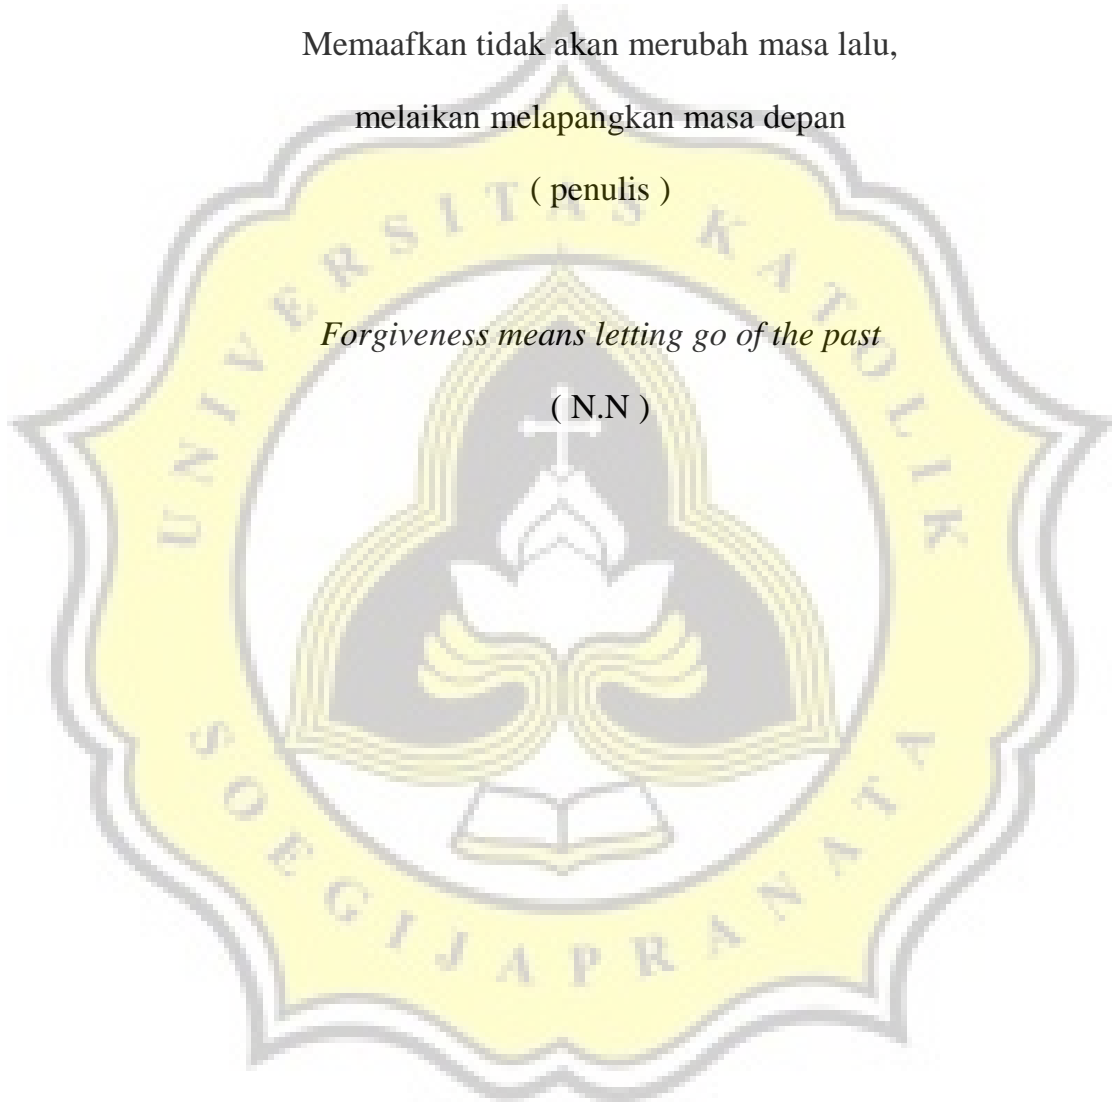 Memaafkan tidak akan merubah masa lalu,
melaikan melapangkan masa depan
( penulis )
Forgiveness means letting go of the past
( N.N )
UNIVERSITAS KATOLIK
SOEGIJAPRANATA